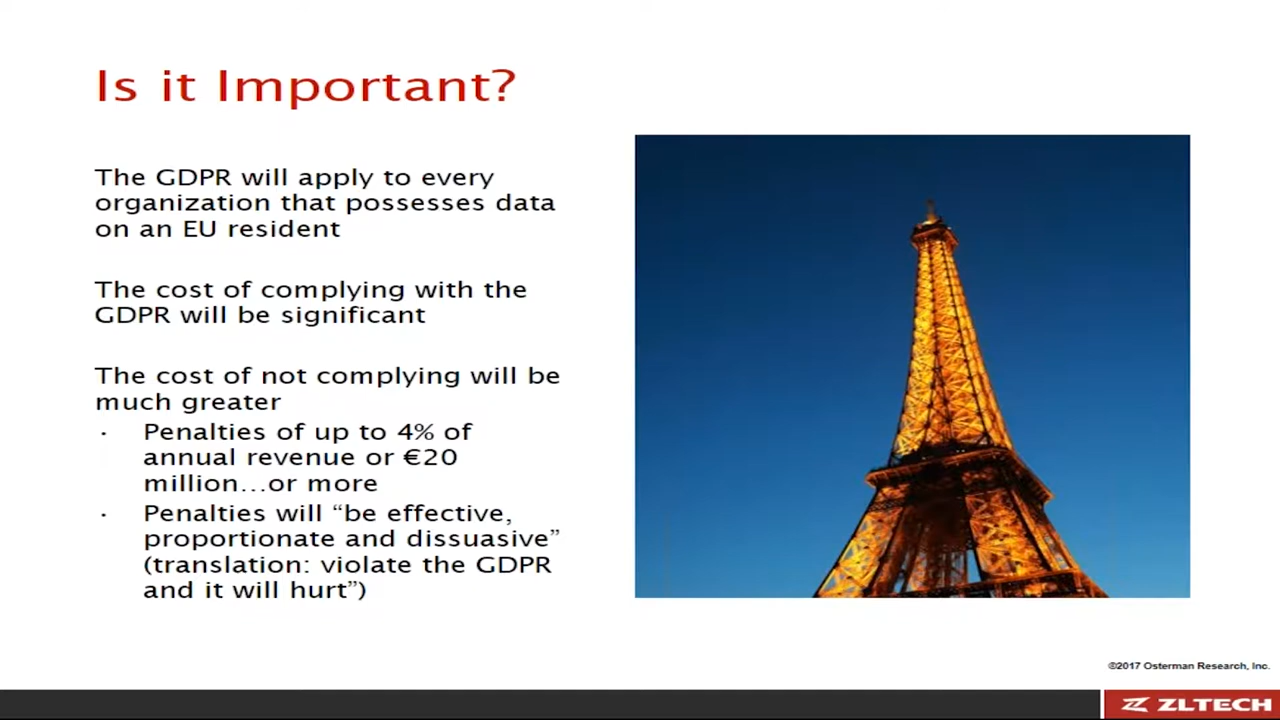 Is it Important?
The GDPR will apply to every
organization that possesses data
on an EU resident
The cost of complying with the
GDPR will be significant
The cost of not complying will be
much greater
· Penalties of up to 4% of
annual revenue or €20
million...or more
· Penalties will “be effective,
proportionate and dissuasive”
(translation: violate the GDPR
and it will hurt”)
©2017 Osterman Research, Inc.
ZLTECH